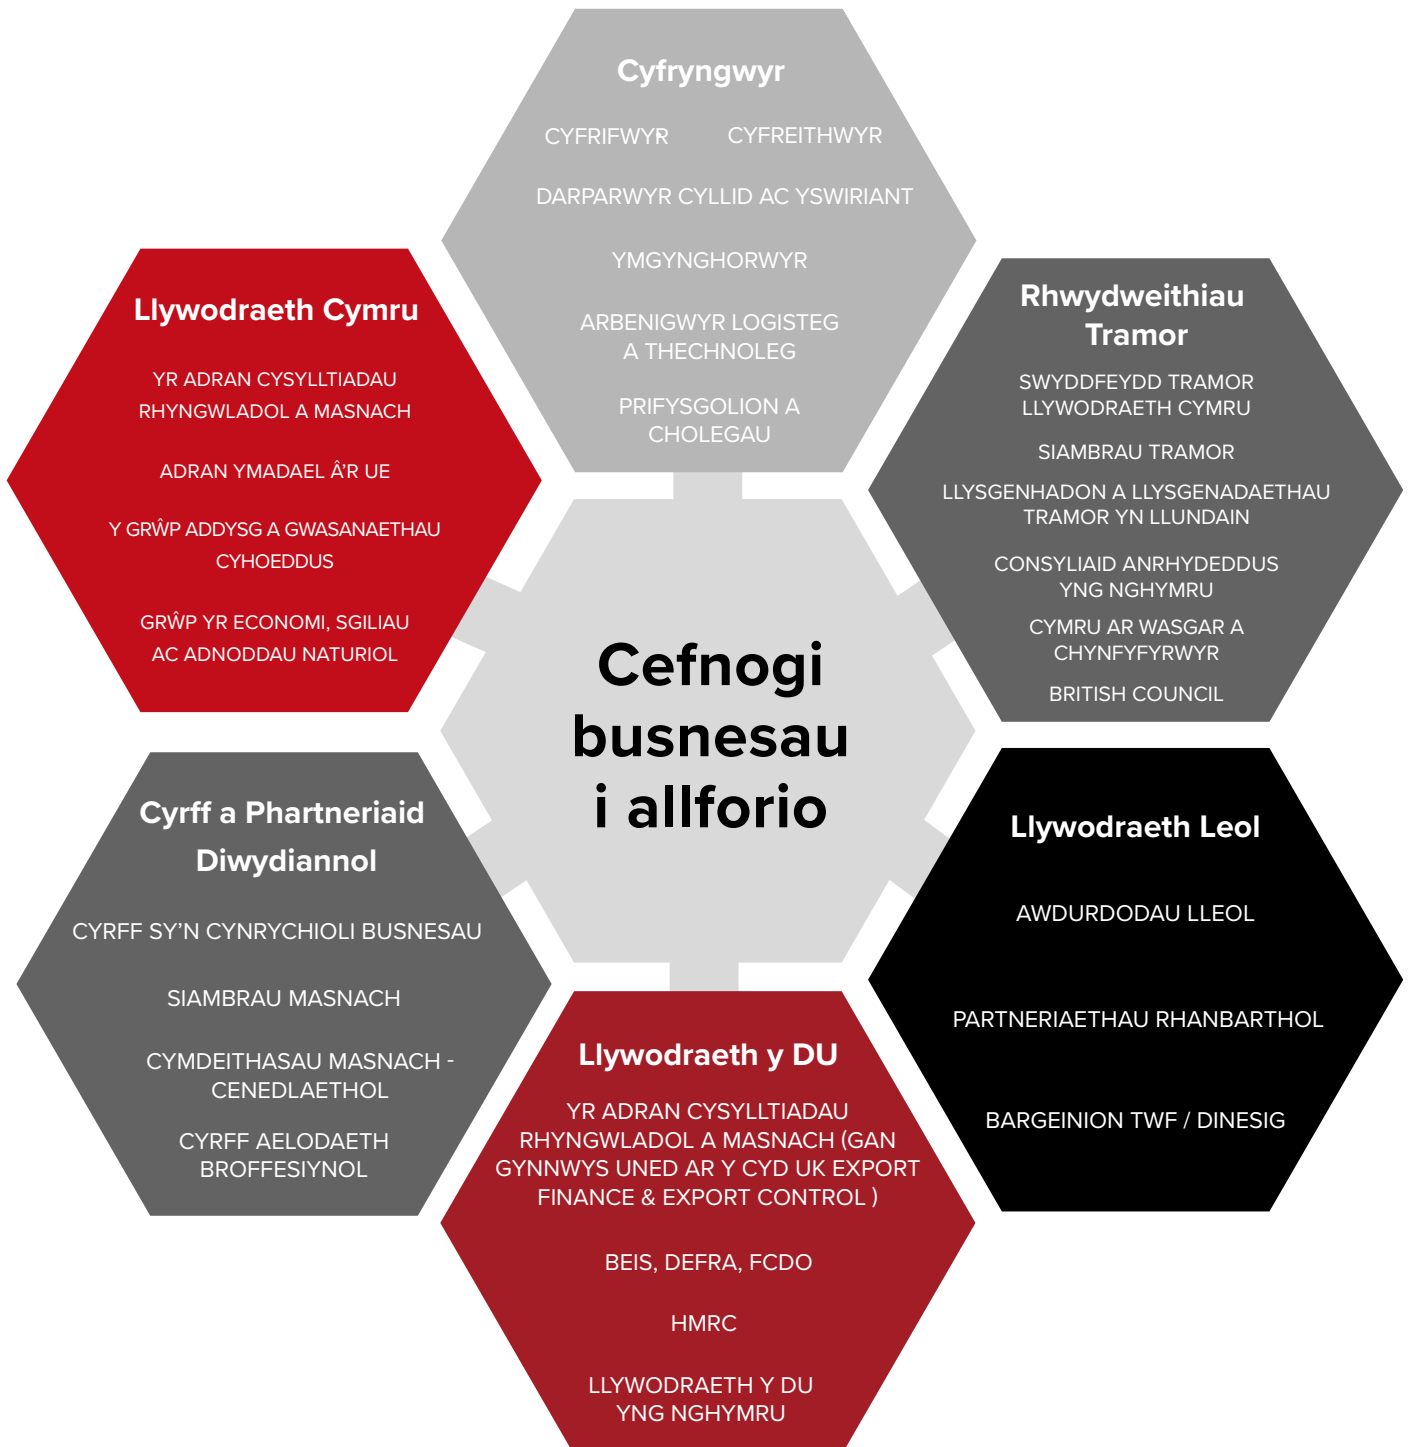 Cyfryngwyr
CYFRIFWYR
CYFREITHWYR
DARPARWYR CYLLID AC YSWIRIANT
YMGYNGHORWYR
ARBENIGWYR LOGISTEG
A THECHNOLEG
PRIFYSGOLION A
CHOLEGAU
Llywodraeth Cymru
YR ADRAN CYSYLLTIADAU
RHYNGWLADOL A MASNACH
ADRAN YMADAEL Â’R UE
Y GRŴP ADDYSG A GWASANAETHAU
CYHOEDDUS
GRŴP YR ECONOMI, SGILIAU
AC ADNODDAU NATURIOL
Rhwydweithiau
Tramor
SWYDDFEYDD TRAMOR
LLYWODRAETH CYMRU
SIAMBRAU TRAMOR
LLYSGENHADON A LLYSGENADAETHAU
TRAMOR YN LLUNDAIN
CONSYLIAID ANRHYDEDDUS
YNG NGHYMRU
CYMRU AR WASGAR A
CHYNFYFYRWYR
BRITISH COUNCIL
Cefnogi
busnesau
i allforio
Cyrff a Phartneriaid
Diwydiannol
CYRFF SY’N CYNRYCHIOLI BUSNESAU
SIAMBRAU MASNACH
CYMDEITHASAU MASNACH -
CENEDLAETHOL
CYRFF AELODAETH
BROFFESIYNOL
Llywodraeth Leol
AWDURDODAU LLEOL
PARTNERIAETHAU RHANBARTHOL
BARGEINION TWF / DINESIG
Llywodraeth y DU
YR ADRAN CYSYLLTIADAU
RHYNGWLADOL A MASNACH (GAN
GYNNWYS UNED AR Y CYD UK EXPORT
FINANCE & EXPORT CONTROL )
BEIS, DEFRA, FCDO
HMRC
LLYWODRAETH Y DU
YNG NGHYMRU